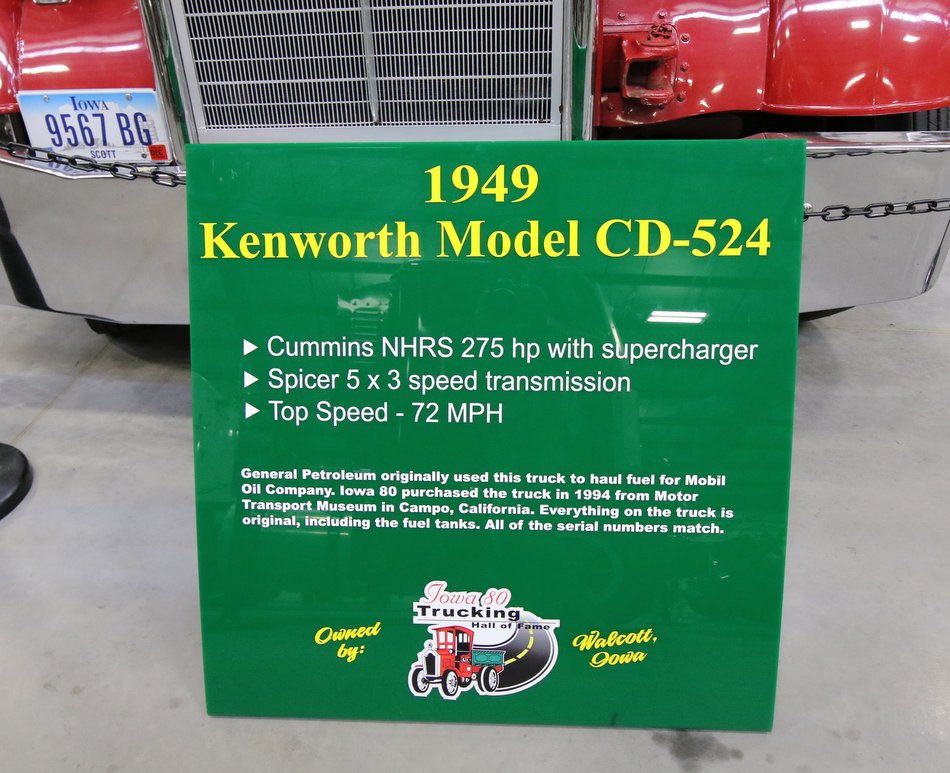 IOWA
9567 BG
SCOTT
DEC
1949
Kenworth Model CD-524
▶ Cummins NHRS 275 hp with supercharger
▶ Spicer 5 x 3 speed transmission
▶ Top Speed - 72 MPH
General Petroleum originally used this truck to haul fuel for Mobil
Oil Company. Iowa 80 purchased the truck in 1994 from Motor
Transport Museum in Campo, California. Everything on the truck is
original, including the fuel tanks. All of the serial numbers match.
Iowa 80
Trucking
Hall of Fame
Owned
by:
Walcott,
Iowa